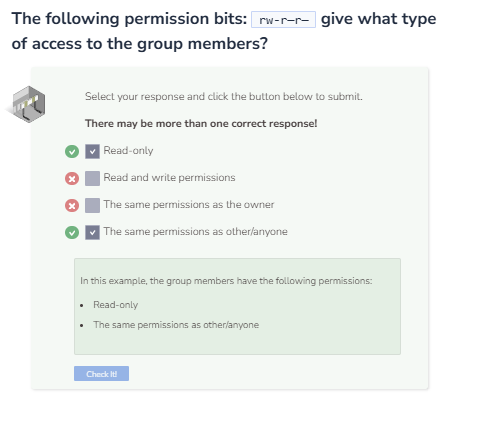 The following permission bits: rw-r—r— give what type
of access to the group members?
Select your response and click the button below to submit.
There may be more than one correct response!
Read-only
Read and write permissions
The same permissions as the owner
The same permissions as other/anyone
In this example, the group members have the following permissions:
• Read-only
• The same permissions as other/anyone
Check It!